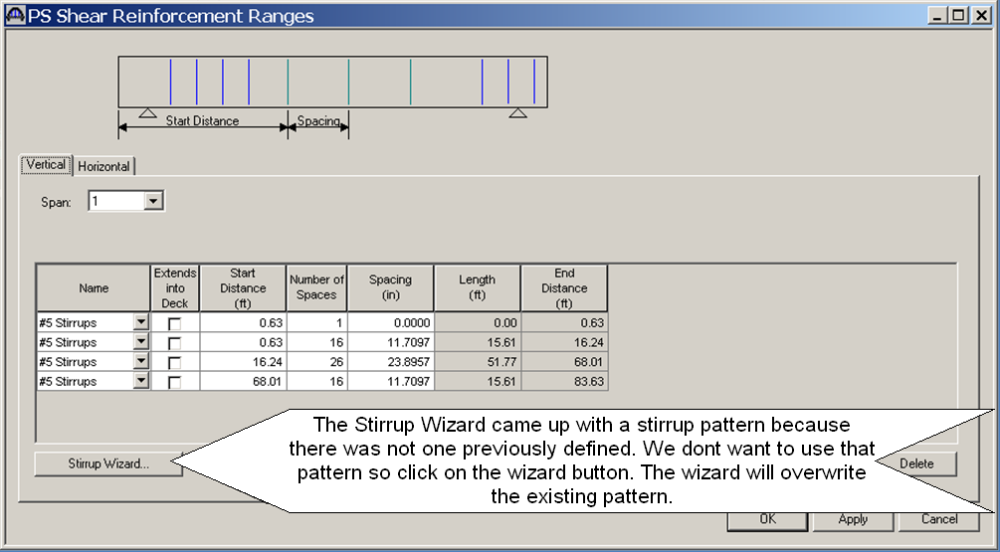 PS Shear Reinforcement Ranges
Start Distance Spacing
Vertical Horizontal
Span: 1
Name Extends into Deck Start Distance (ft) Number of Spaces Spacing (in) Length (ft) End Distance (ft)
#5 Stirrups 0.63 1 0.0000 0.00 0.63
#5 Stirrups 0.63 16 11.7097 15.61 16.24
#5 Stirrups 16.24 26 23.8957 51.77 68.01
#5 Stirrups 68.01 16 11.7097 15.61 83.63
The Stirrup Wizard came up with a stirrup pattern because
there was not one previously defined. We dont want to use that
pattern so click on the wizard button. The wizard will overwrite
the existing pattern.
Stirrup Wizard... Delete
OK Apply Cancel